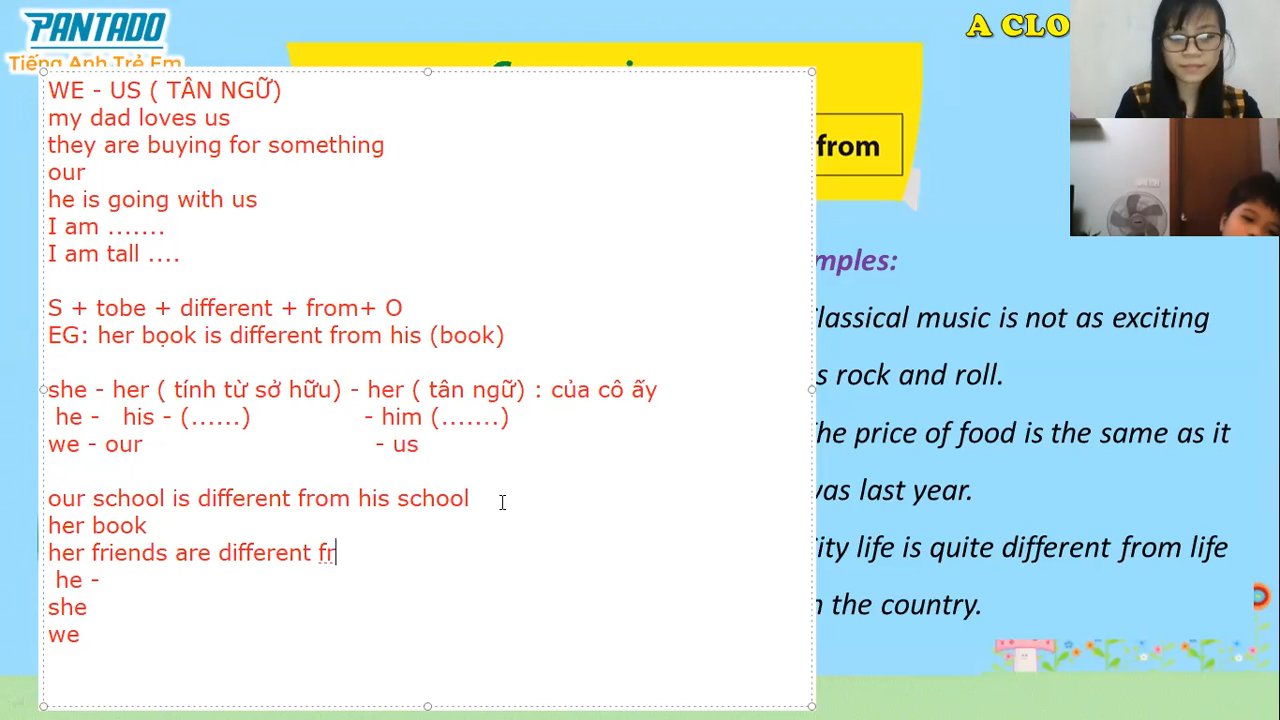 PANTADO
Tiếng Anh Trẻ Em
A CLO
WE - US ( TÂN NGỮ)
my dad loves us
they are buying for something
our
he is going with us
I am .......
I am tall ....
S + tobe + different + from+ O
EG: her bọok is different from his (book)
she - her ( tính từ sở hữu) - her ( tân ngữ) : của cô ấy
he - his - (......) - him (.......)
we - our - us
our school is different from his school
her book
her friends are different fr
he -
she
we
from
mples:
lassical music is not as exciting
s rock and roll.
he price of food is the same as it
as last year.
ity life is quite different from life
the country.